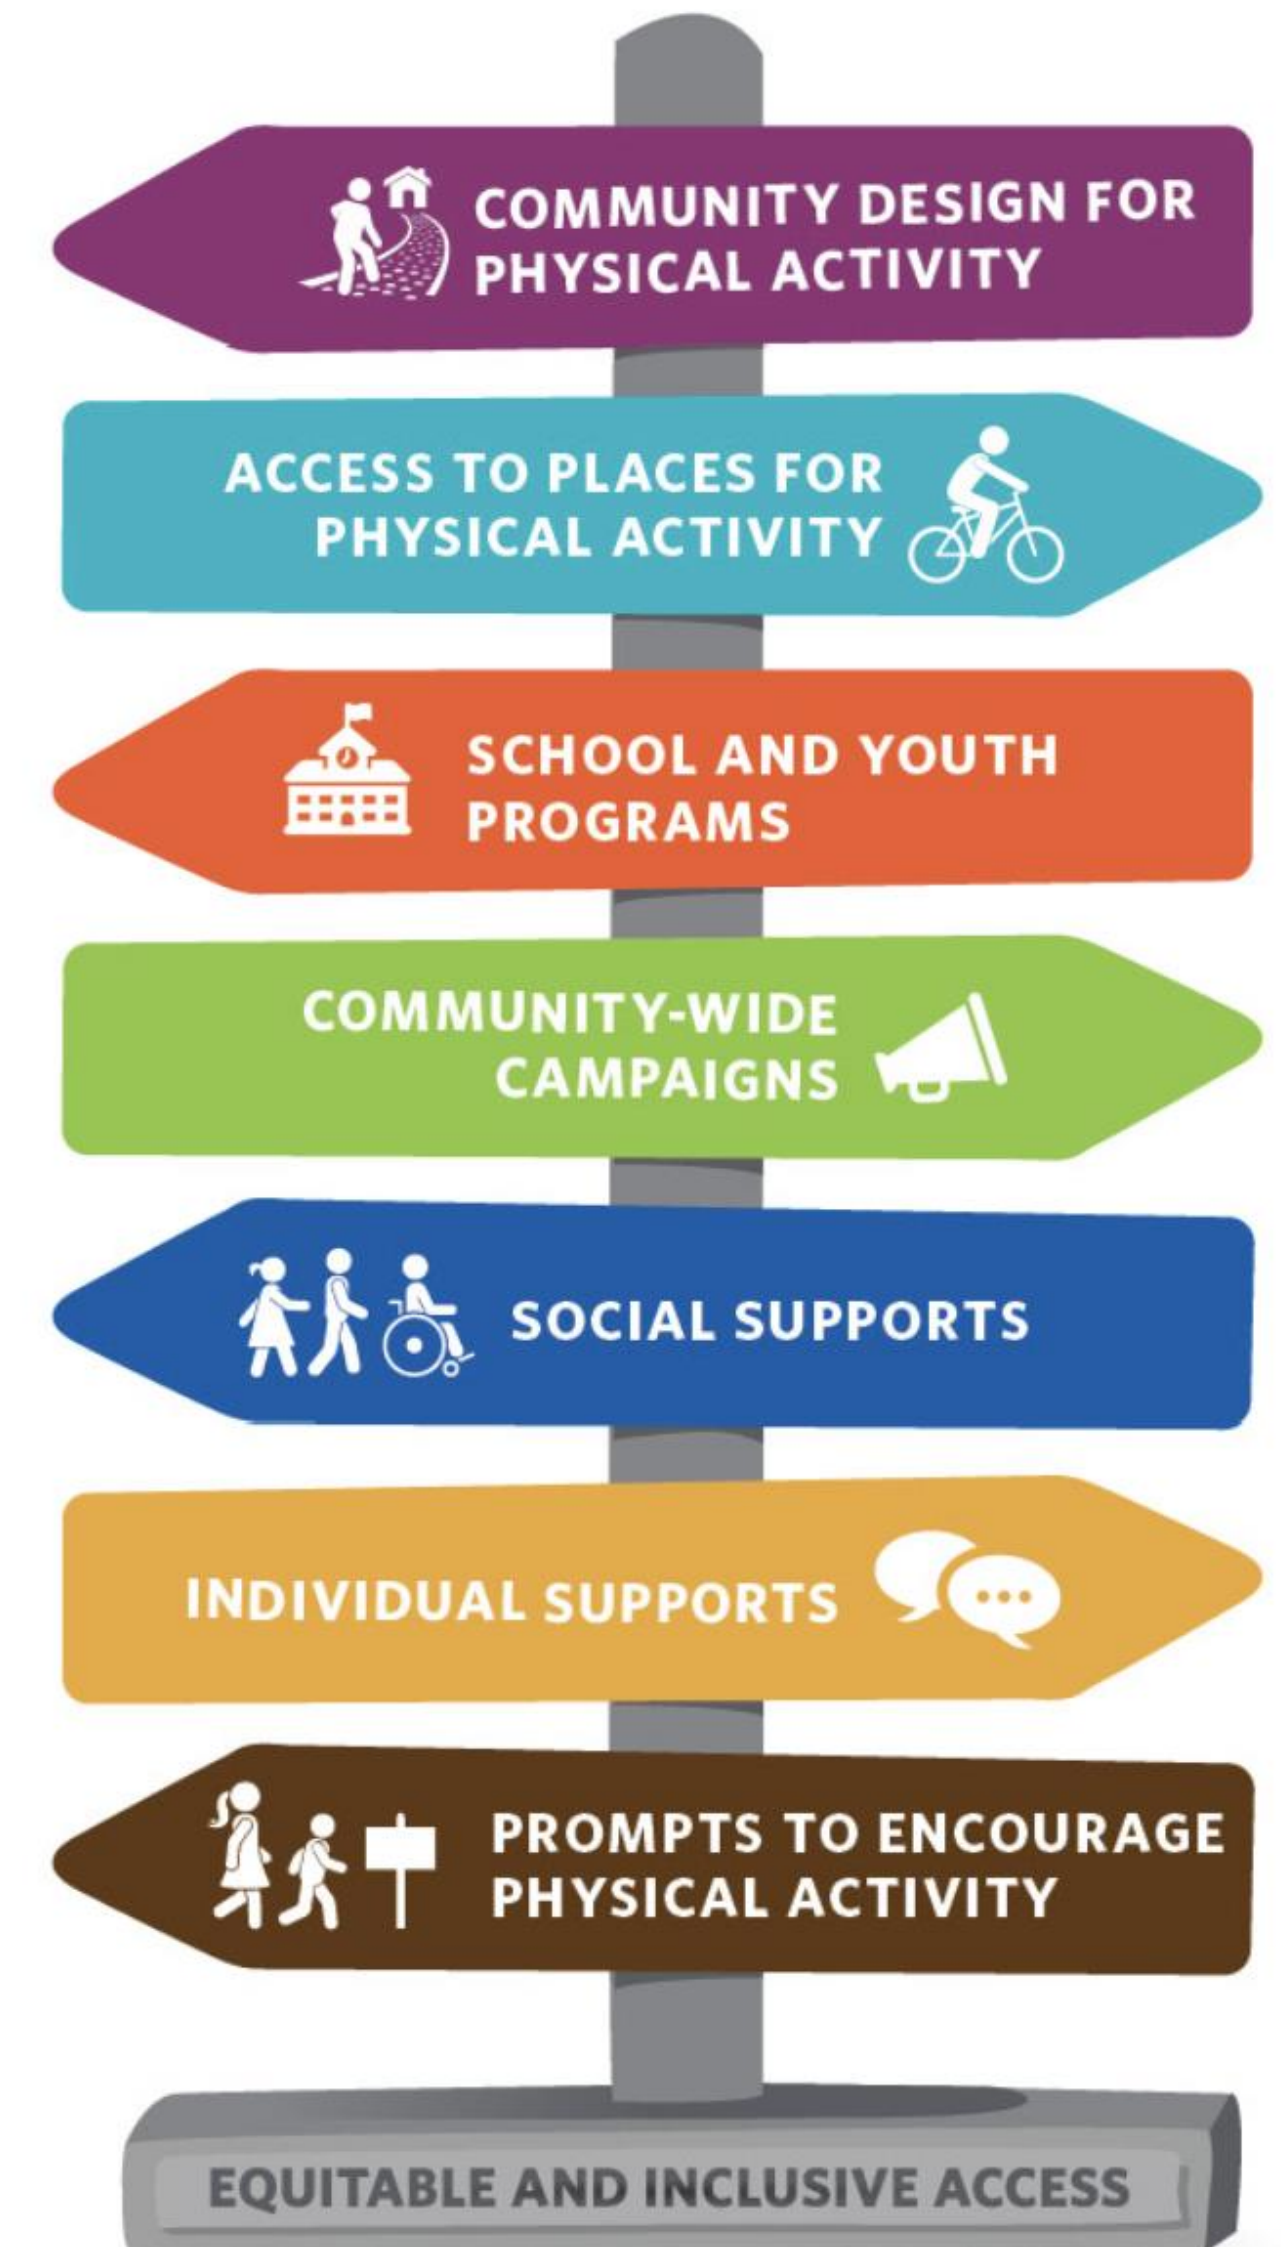 COMMUNITY DESIGN FOR
PHYSICAL ACTIVITY
ACCESS TO PLACES FOR
PHYSICAL ACTIVITY
SCHOOL AND YOUTH
PROGRAMS
COMMUNITY-WIDE
CAMPAIGNS
SOCIAL SUPPORTS
INDIVIDUAL SUPPORTS
PROMPTS TO ENCOURAGE
PHYSICAL ACTIVITY
EQUITABLE AND INCLUSIVE ACCESS